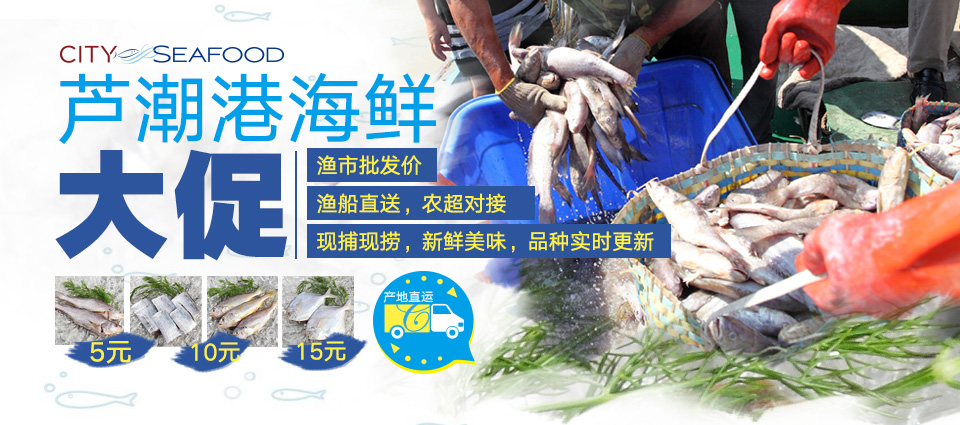 CITY SEAFOOD
芦潮港海鲜
大促
渔市批发价
渔船直送，农超对接
现捕现捞，新鲜美味，品种实时更新
5元
10元
15元
产地直运